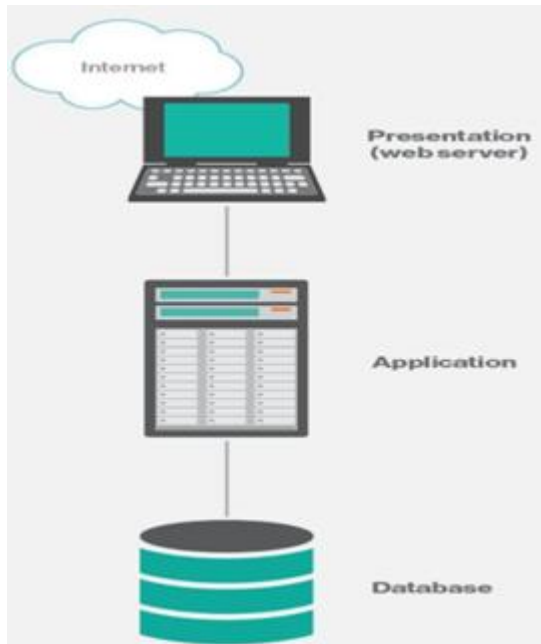 Internet
Presentation
(web server)
Application
Database